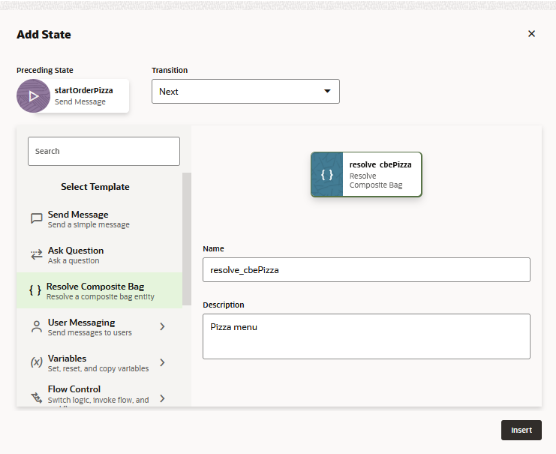 Add State
Preceding State
startOrderPizza
Send Message
Transition
Next
Search
Select Template
Send Message
Send a simple message
Ask Question
Ask a question
{ } Resolve Composite Bag
Resolve a composite bag entity
User Messaging
Send messages to users
(x) Variables
Set, reset, and copy variables
Flow Control
Switch logic, invoke flow, and
{ } resolve_cbePizza
Resolve
Composite Bag
Name
resolve_cbePizza
Description
Pizza menu
Insert